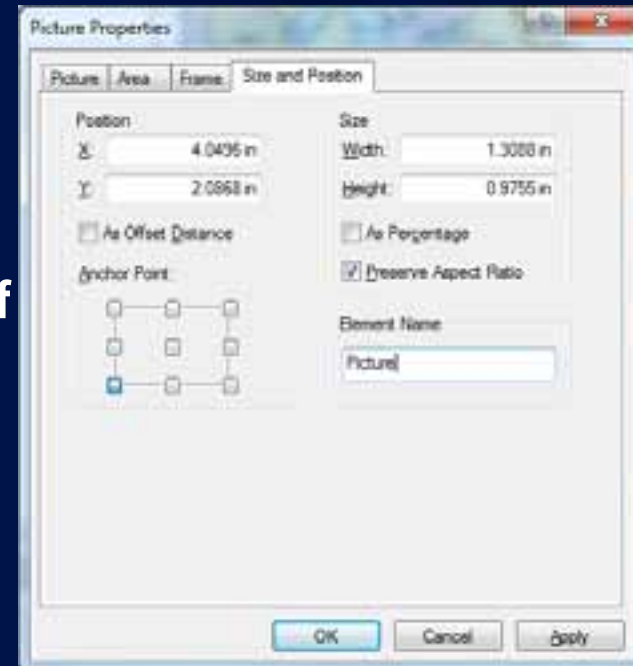 Picture Properties
Picture Area Frame Size and Position
Position
X: 4.0436 in
Y: 2.0868 in
As Offset Distance
Anchor Point
Size
Width: 1.3088 in
Height: 0.9755 in
As Percentage
Preserve Aspect Ratio
Element Name
Picture
f
OK Cancel Apply